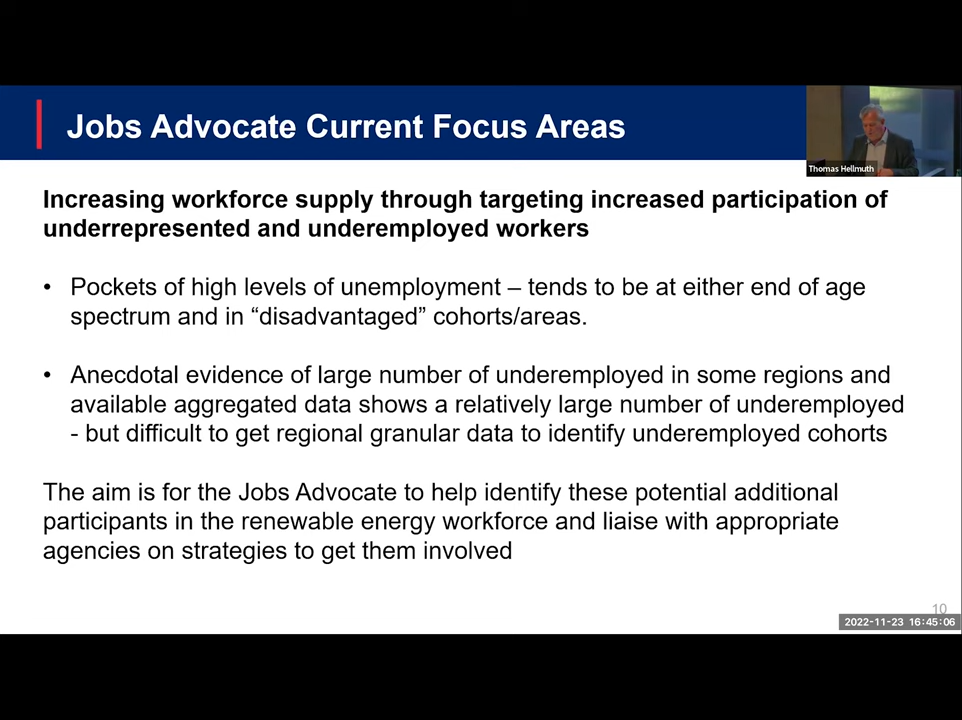 Jobs Advocate Current Focus Areas
Thomas Hellmuth
Increasing workforce supply through targeting increased participation of
underrepresented and underemployed workers
• Pockets of high levels of unemployment – tends to be at either end of age
spectrum and in “disadvantaged” cohorts/areas.
• Anecdotal evidence of large number of underemployed in some regions and
available aggregated data shows a relatively large number of underemployed
- but difficult to get regional granular data to identify underemployed cohorts
The aim is for the Jobs Advocate to help identify these potential additional
participants in the renewable energy workforce and liaise with appropriate
agencies on strategies to get them involved
10
2022-11-23 16:45:06